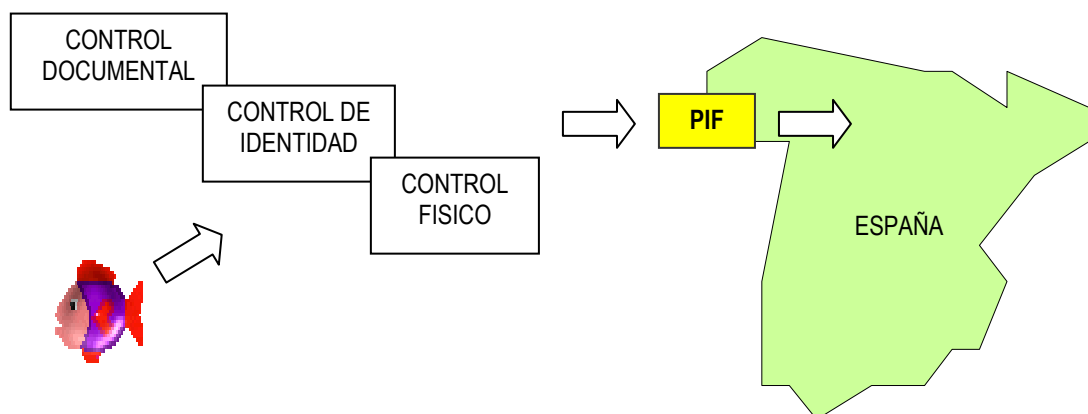 CONTROL
DOCUMENTAL
CONTROL DE
IDENTIDAD
CONTROL
FISICO
PIF
ESPAÑA